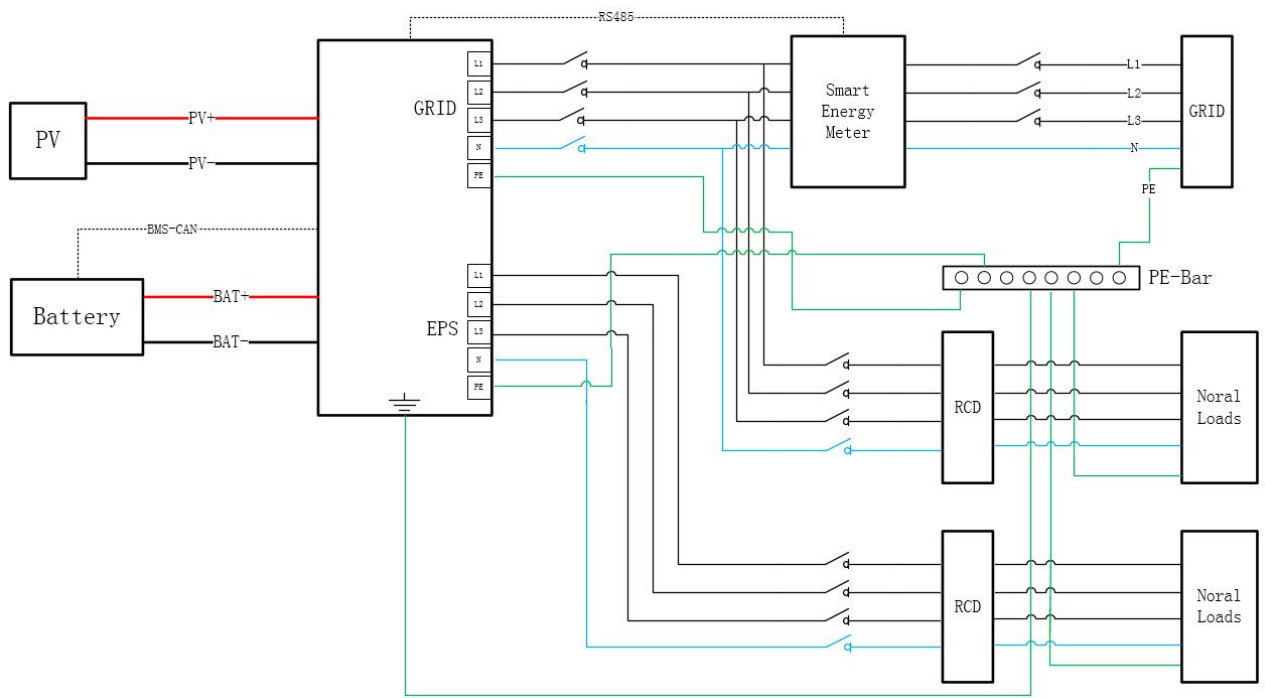 RS485
L1
L2
L3
N
PE
GRID
Smart
Energy
Meter
L1
L2
L3
N
PE
GRID
PV
PV+
PV-
BMS-CAN
Battery
BAT+
BAT-
EPS
L1
L2
L3
N
PE
PE-Bar
RCD
Noral
Loads
RCD
Noral
Loads